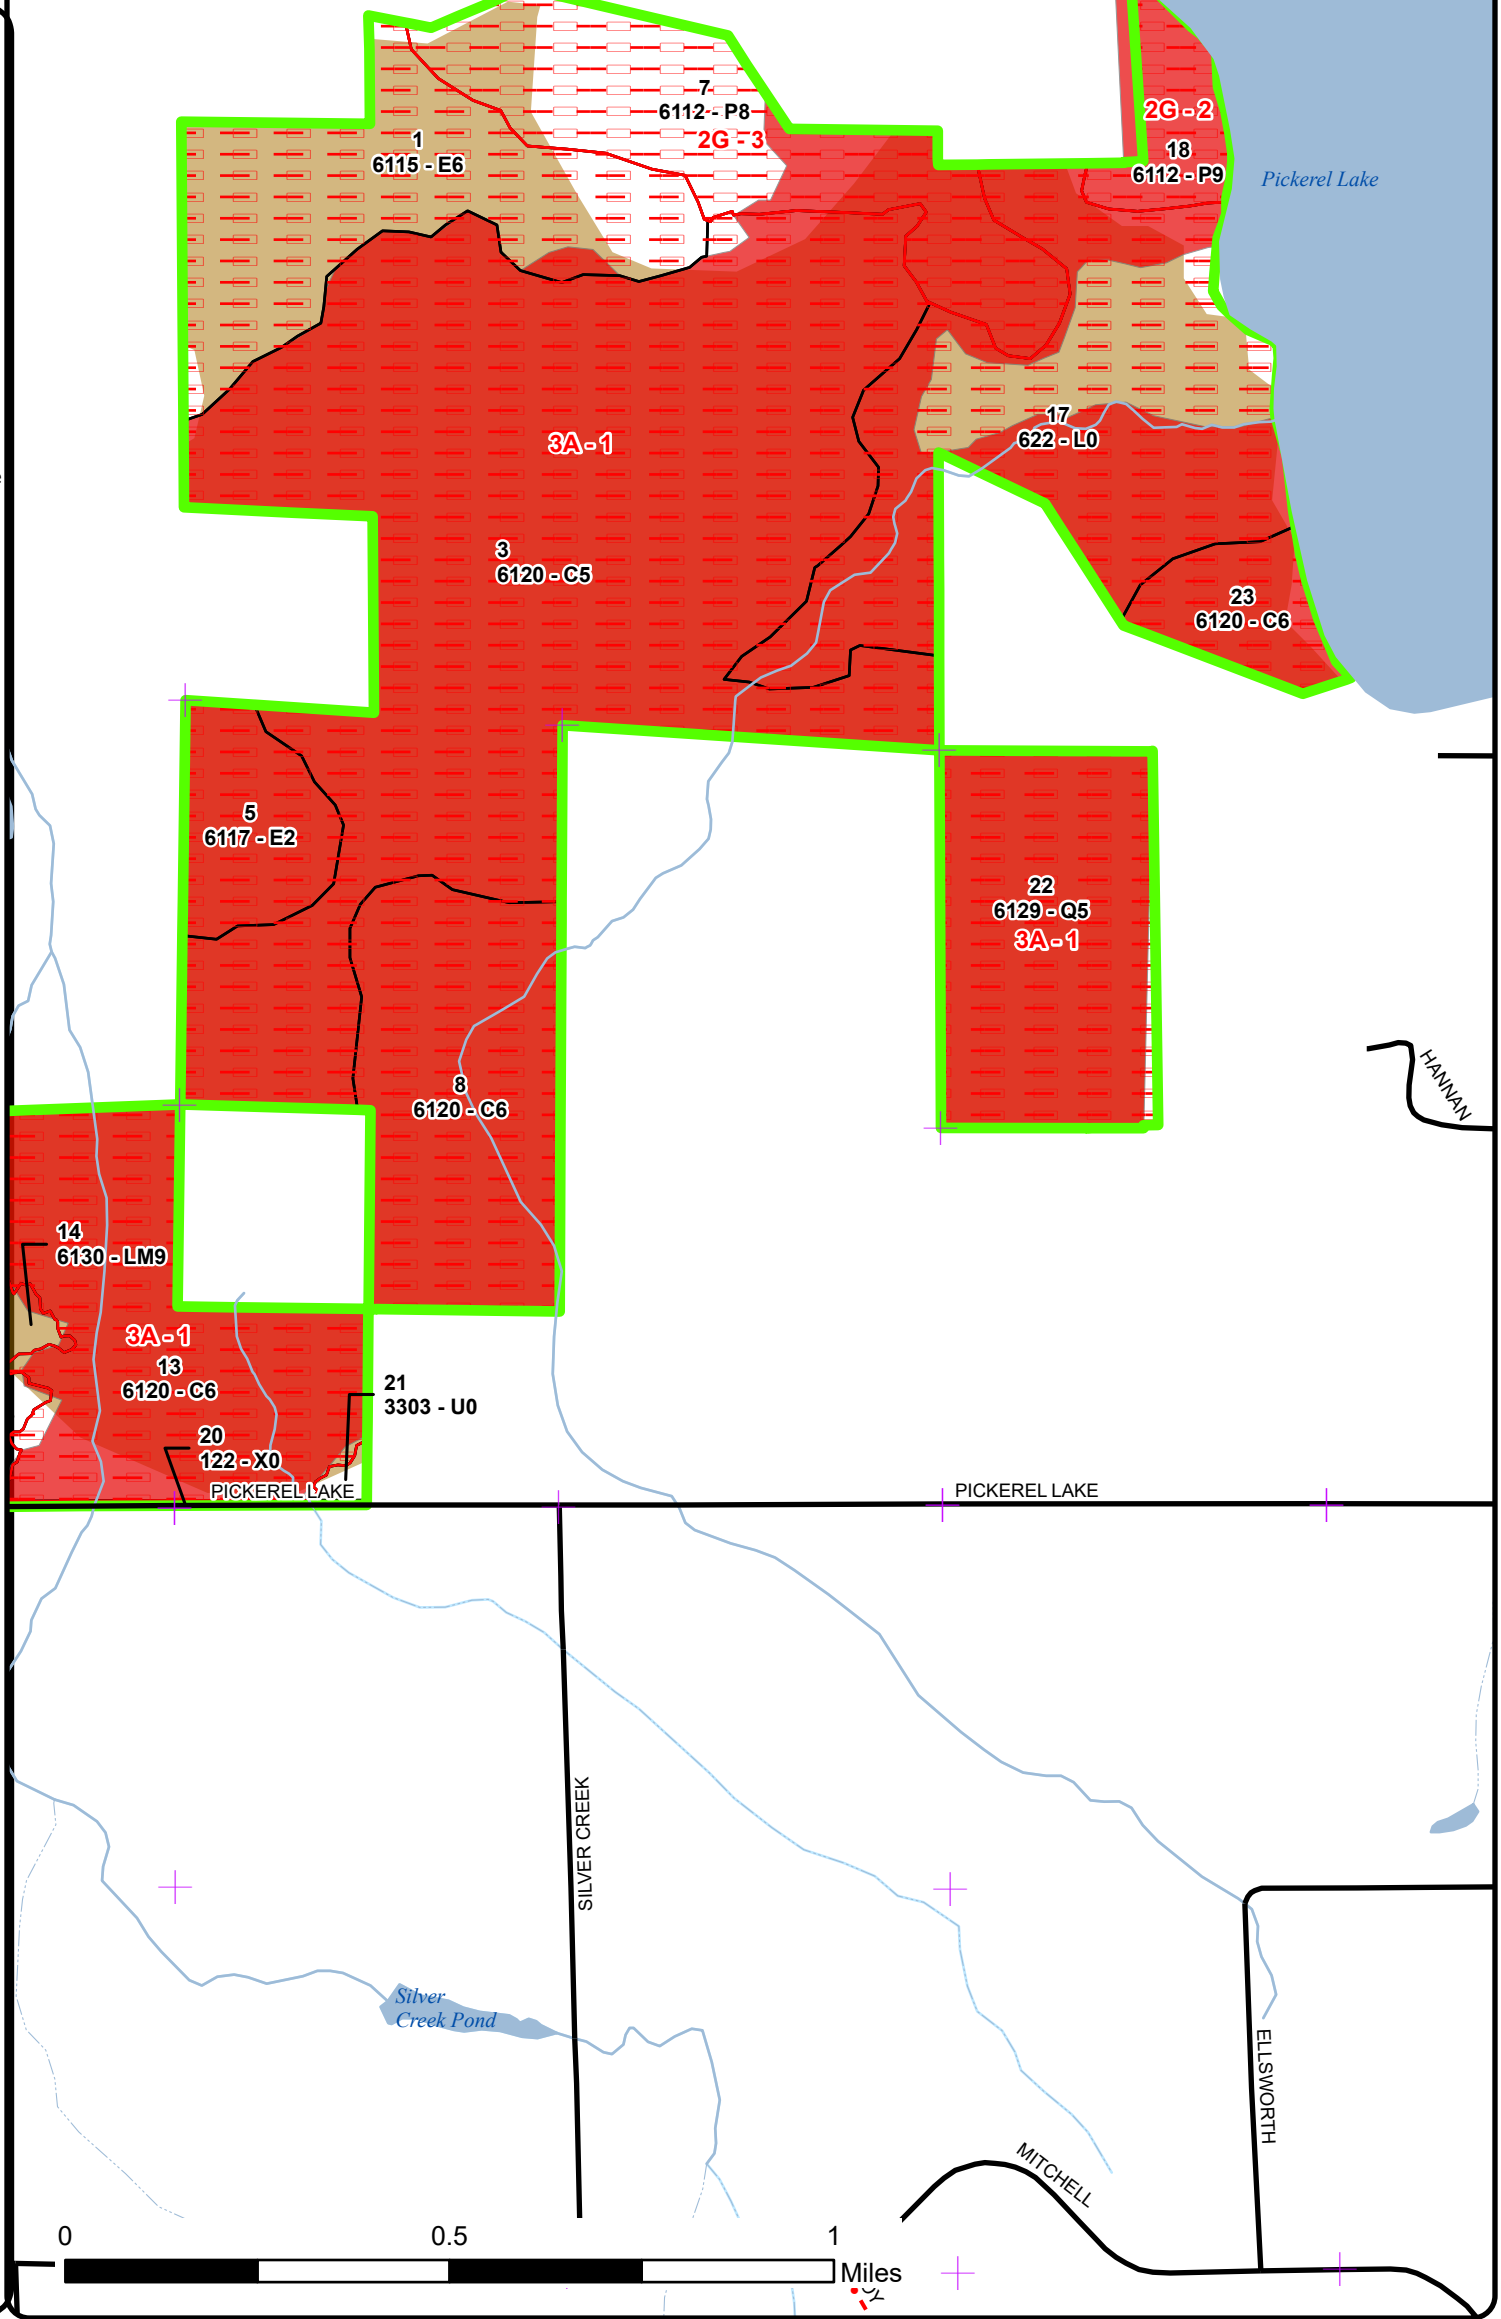 7
6112 - P8
2G - 3
1
6115 - E6
2G - 2
18
6112 - P9
Pickerel Lake
3A - 1
17
622 - L0
3
6120 - C5
23
6120 - C6
5
6117 - E2
22
6129 - Q5
3A - 1
8
6120 - C6
HANNAN
14
6130 - LM9
3A - 1
13
6120 - C6
21
3303 - U0
20
122 - X0
PICKEREL LAKE
PICKEREL LAKE
SILVER CREEK
Silver
Creek Pond
ELLSWORTH
MITCHELL
0 0.5 1
Miles